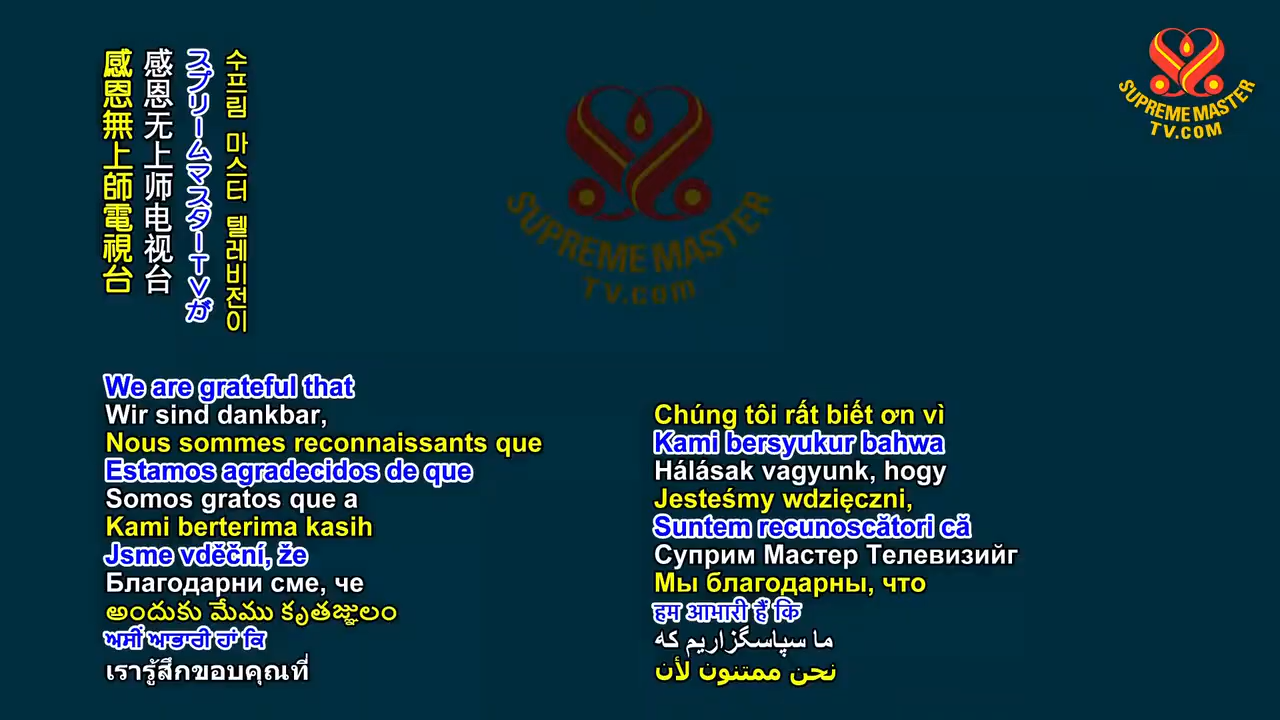 感恩無上師電視台
感恩无上师电视台
スプリームマスターTVが
수프림 마스터 텔레비전이
SUPREME MASTER
TV.COM
SUPREME MASTER
TV.com
We are grateful that
Wir sind dankbar,
Nous sommes reconnaissants que
Estamos agradecidos de que
Somos gratos que a
Kami berterima kasih
Jsme vděční, že
Благодарни сме, че
అందుకు మేము కృతజ్ఞులం
ਅਸੀਂ ਆਭਾਰੀ ਹਾਂ ਕਿ
เรารู้สึกขอบคุณที่
Chúng tôi rất biết ơn vì
Kami bersyukur bahwa
Hálásak vagyunk, hogy
Jesteśmy wdzięczni,
Suntem recunoscători că
Суприм Мастер Телевизийг
Мы благодарны, что
हम आभारी हैं कि
ما سپاسگزاریم که
نحن ممتنون لأن